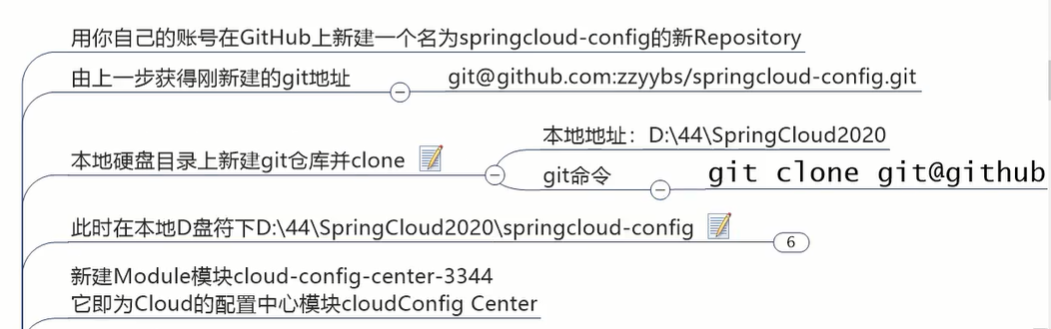 用你自己的账号在GitHub上新建一个名为springcloud-config的新Repository
由上一步获得刚新建的git地址
git@github.com:zzyybs/springcloud-config.git
本地硬盘目录上新建git仓库并clone
本地地址：D:\44\SpringCloud2020
git命令
git clone git@github
此时在本地D盘符下D:\44\SpringCloud2020\springcloud-config
6
新建Module模块cloud-config-center-3344
它即为Cloud的配置中心模块cloudConfig Center